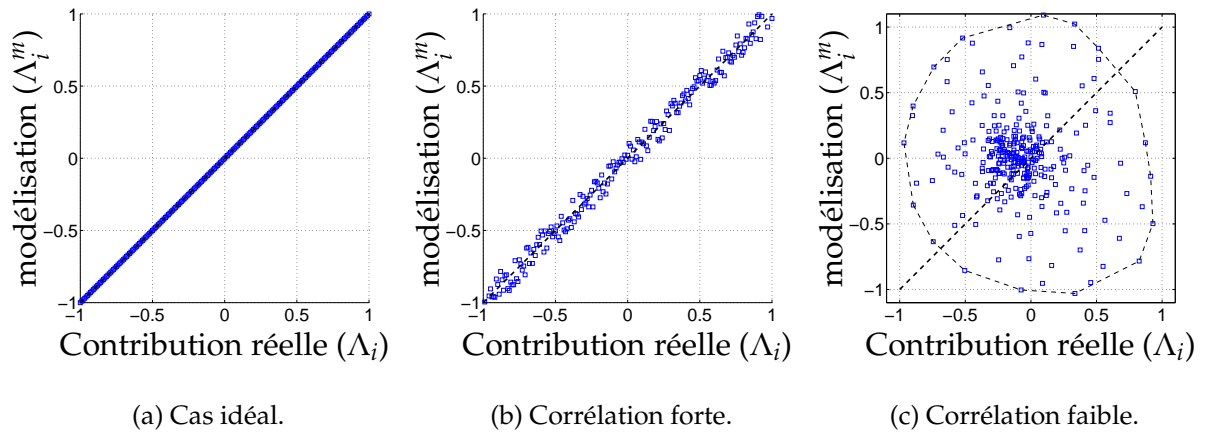 1
0.5
0
−0.5
−1
−1 −0.5 0 0.5 1
modélisation (Λ_i^m)
Contribution réelle (Λ_i)
(a) Cas idéal.
1
0.5
0
−0.5
−1
−1 −0.5 0 0.5 1
modélisation (Λ_i^m)
Contribution réelle (Λ_i)
(b) Corrélation forte.
1
0.5
0
−0.5
−1
−1 −0.5 0 0.5 1
modélisation (Λ_i^m)
Contribution réelle (Λ_i)
(c) Corrélation faible.